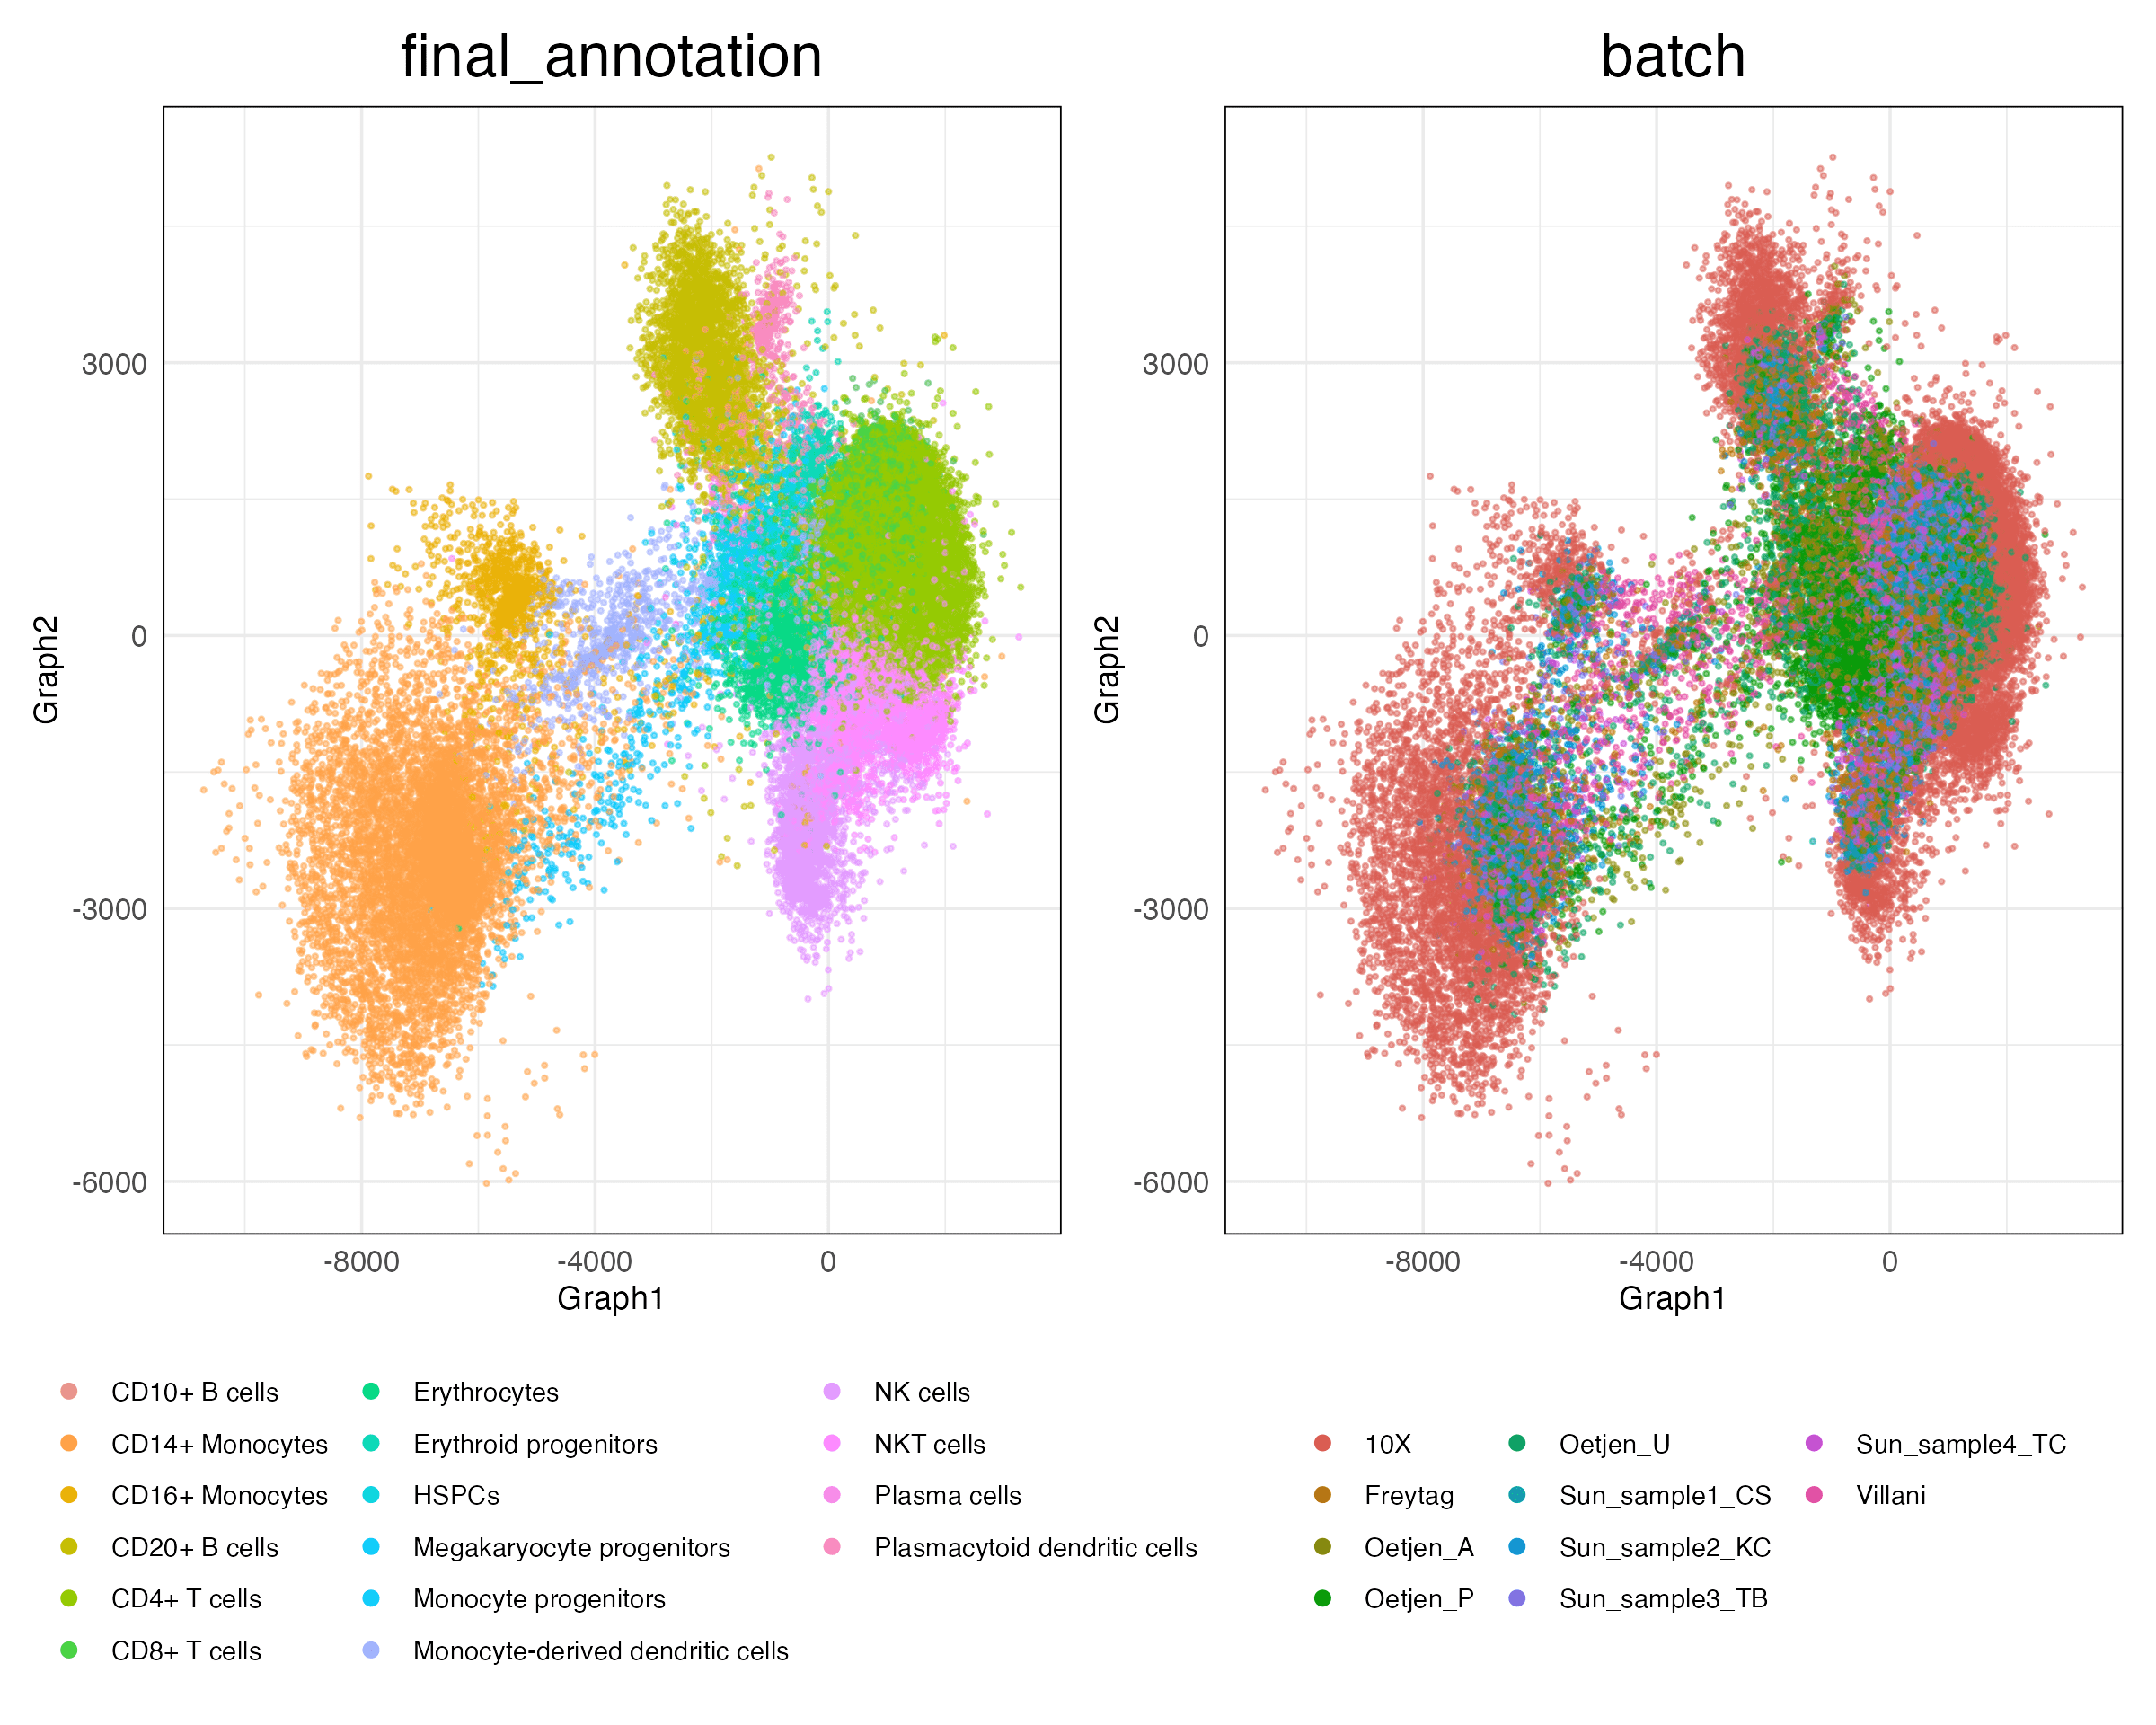 final_annotation
batch
3000
0
-3000
-6000
Graph2
-8000
-4000
0
Graph1
3000
0
-3000
-6000
Graph2
-8000
-4000
0
Graph1
CD10+ B cells
CD14+ Monocytes
CD16+ Monocytes
CD20+ B cells
CD4+ T cells
CD8+ T cells
Erythrocytes
Erythroid progenitors
HSPCs
Megakaryocyte progenitors
Monocyte progenitors
Monocyte-derived dendritic cells
NK cells
NKT cells
Plasma cells
Plasmacytoid dendritic cells
10X
Freytag
Oetjen_A
Oetjen_P
Oetjen_U
Sun_sample1_CS
Sun_sample2_KC
Sun_sample3_TB
Sun_sample4_TC
Villani